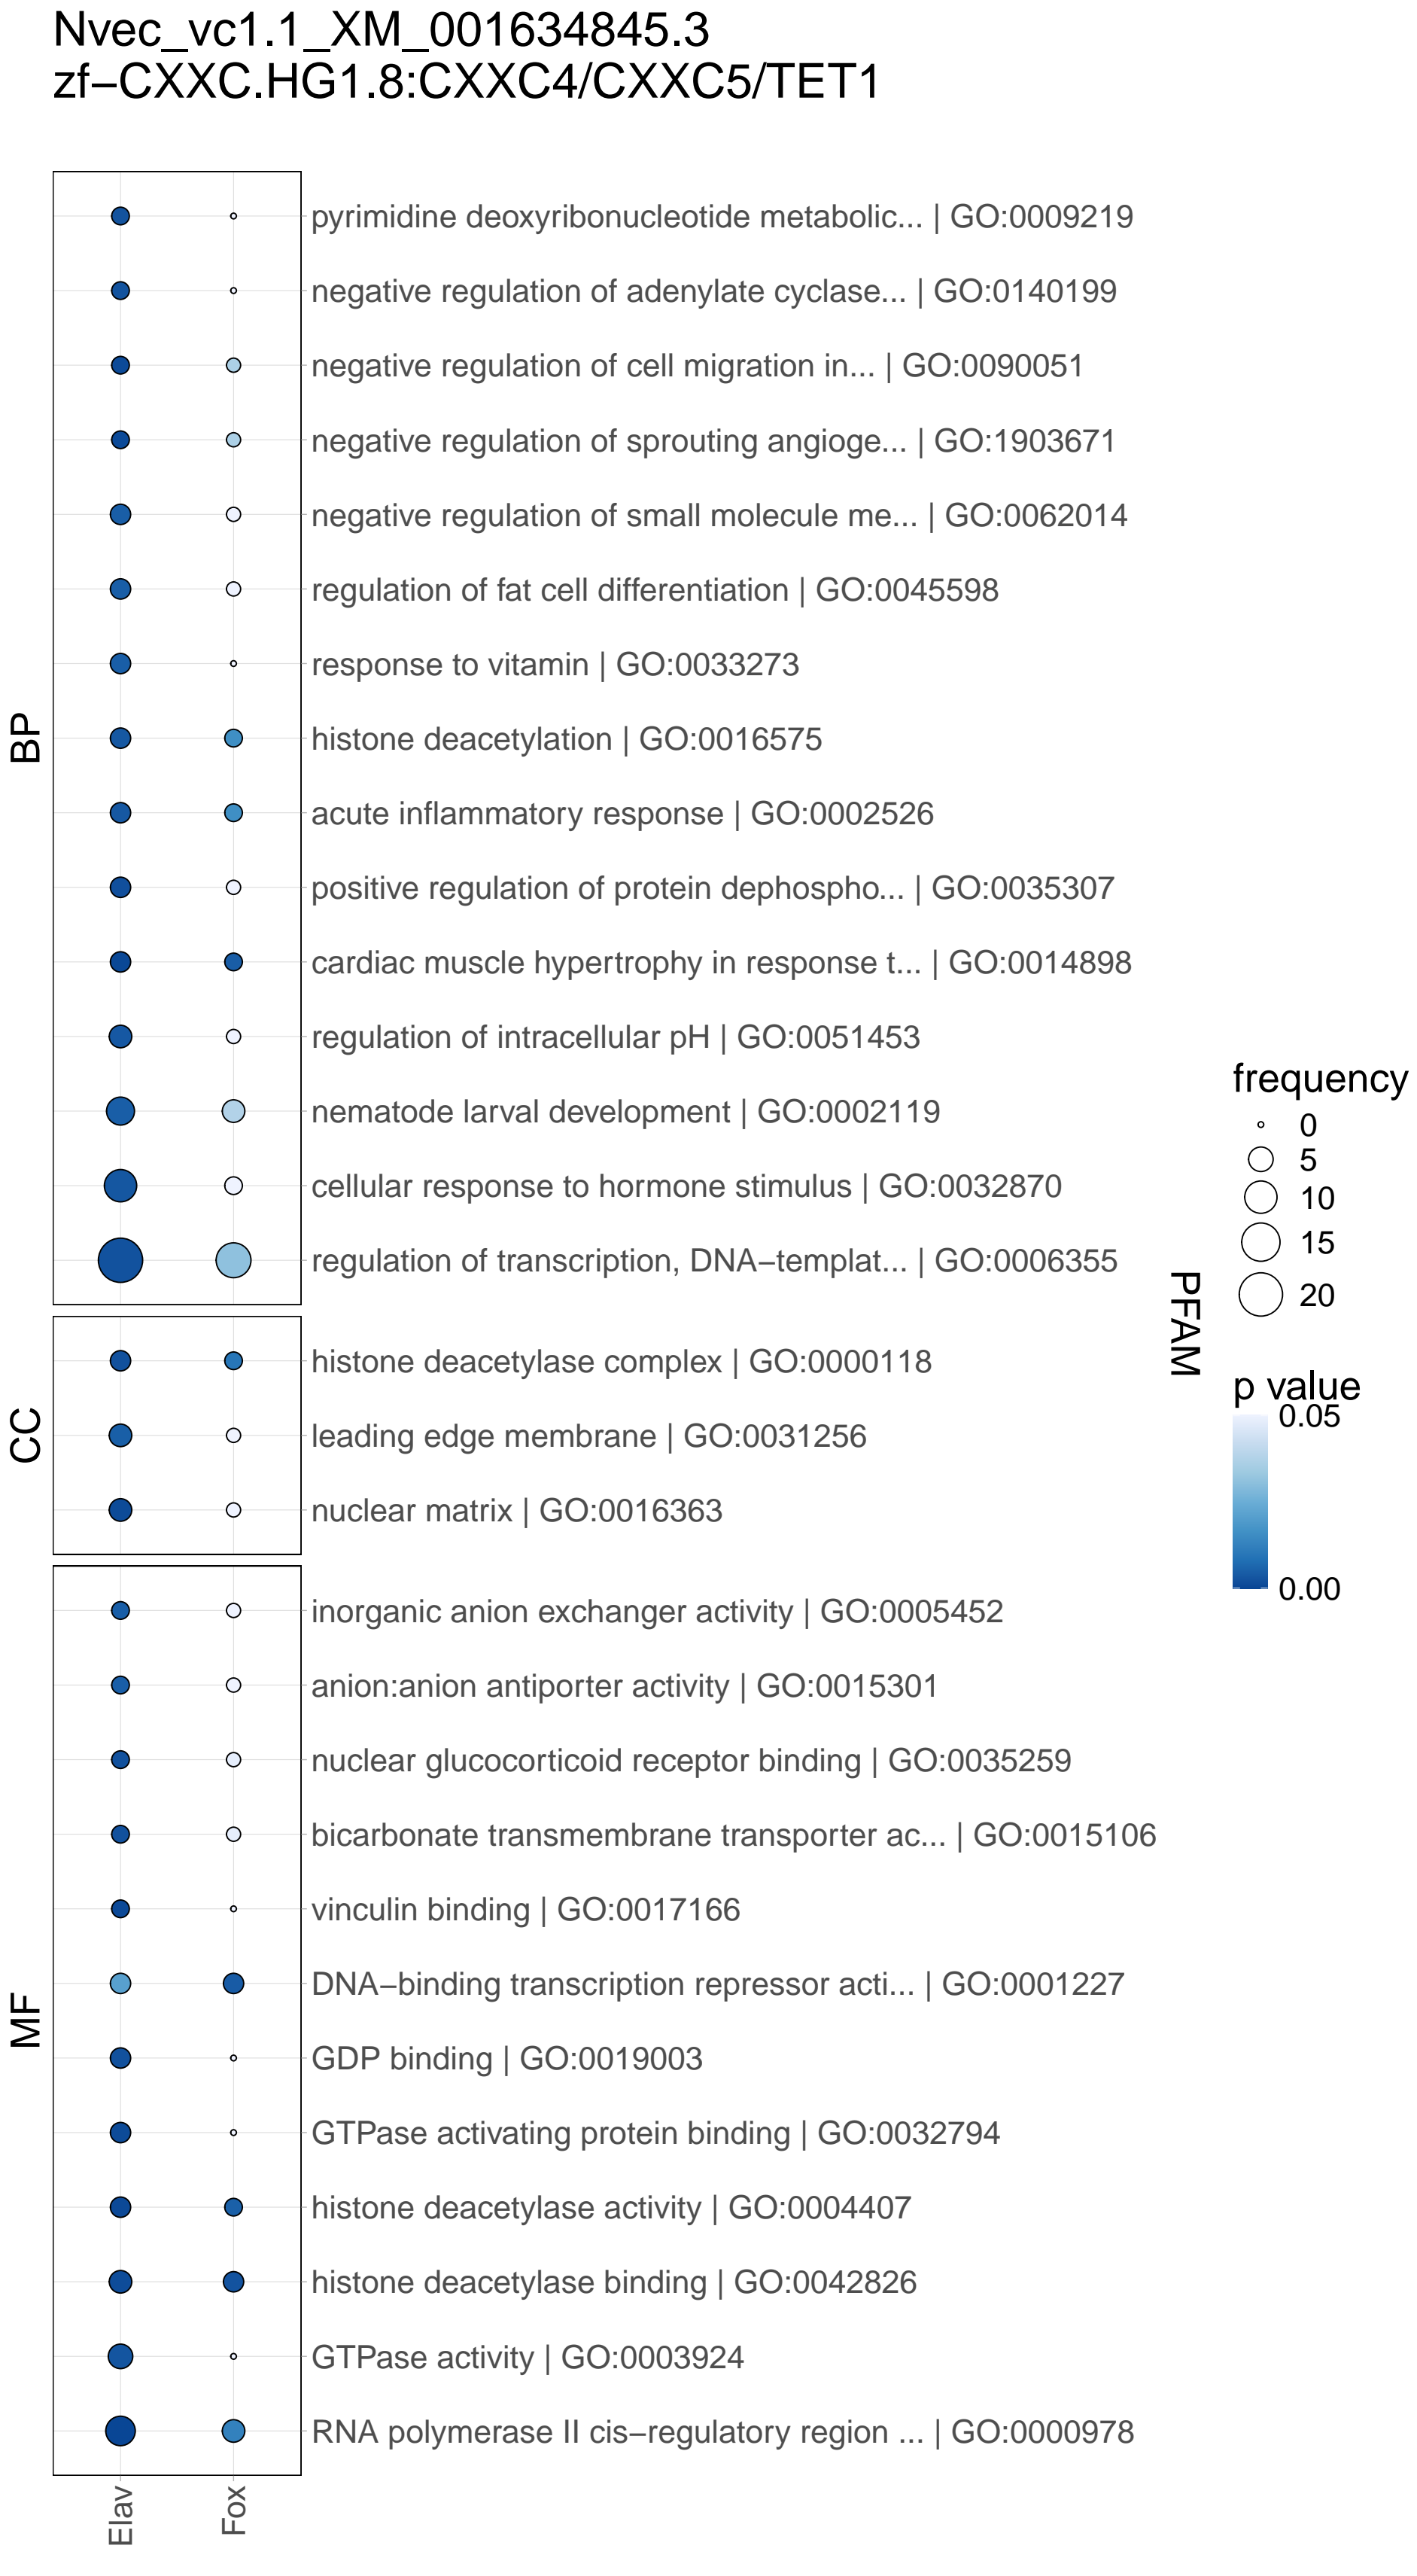 Nvec_vc1.1_XM_001634845.3
zf−CXXC.HG1.8:CXXC4/CXXC5/TET1
BP
pyrimidine deoxyribonucleotide metabolic... | GO:0009219
negative regulation of adenylate cyclase... | GO:0140199
negative regulation of cell migration in... | GO:0090051
negative regulation of sprouting angioge... | GO:1903671
negative regulation of small molecule me... | GO:0062014
regulation of fat cell differentiation | GO:0045598
response to vitamin | GO:0033273
histone deacetylation | GO:0016575
acute inflammatory response | GO:0002526
positive regulation of protein dephospho... | GO:0035307
cardiac muscle hypertrophy in response t... | GO:0014898
regulation of intracellular pH | GO:0051453
nematode larval development | GO:0002119
cellular response to hormone stimulus | GO:0032870
regulation of transcription, DNA−templat... | GO:0006355
CC
histone deacetylase complex | GO:0000118
leading edge membrane | GO:0031256
nuclear matrix | GO:0016363
MF
inorganic anion exchanger activity | GO:0005452
anion:anion antiporter activity | GO:0015301
nuclear glucocorticoid receptor binding | GO:0035259
bicarbonate transmembrane transporter ac... | GO:0015106
vinculin binding | GO:0017166
DNA−binding transcription repressor acti... | GO:0001227
GDP binding | GO:0019003
GTPase activating protein binding | GO:0032794
histone deacetylase activity | GO:0004407
histone deacetylase binding | GO:0042826
GTPase activity | GO:0003924
RNA polymerase II cis−regulatory region ... | GO:0000978
Elav
Fox
PFAM
frequency
0
5
10
15
20
p value
0.05
0.00